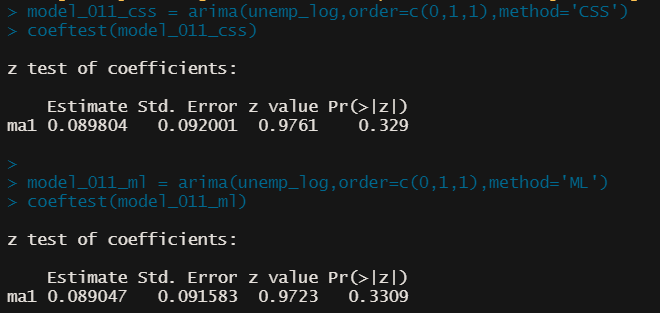 > model_011_css = arima(unemp_log,order=c(0,1,1),method='CSS')
> coeftest(model_011_css)
z test of coefficients:
Estimate Std. Error z value Pr(>|z|)
ma1 0.089804 0.092001 0.9761 0.329
>
> model_011_ml = arima(unemp_log,order=c(0,1,1),method='ML')
> coeftest(model_011_ml)
z test of coefficients:
Estimate Std. Error z value Pr(>|z|)
ma1 0.089047 0.091583 0.9723 0.3309